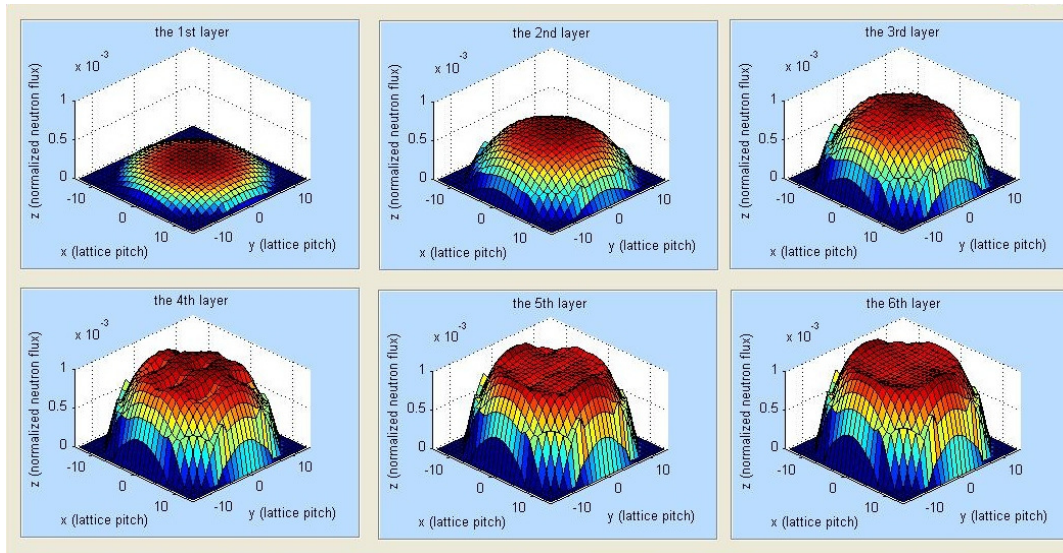 the 1st layer
x 10^-3
z (normalized neutron flux)
1
0.5
0
-10
0
10
x (lattice pitch)
-10
0
10
y (lattice pitch)
the 2nd layer
x 10^-3
z (normalized neutron flux)
1
0.5
0
-10
0
10
x (lattice pitch)
-10
0
10
y (lattice pitch)
the 3rd layer
x 10^-3
z (normalized neutron flux)
1
0.5
0
-10
0
10
x (lattice pitch)
-10
0
10
y (lattice pitch)
the 4th layer
x 10^-3
z (normalized neutron flux)
1
0.5
0
-10
0
10
x (lattice pitch)
-10
0
10
y (lattice pitch)
the 5th layer
x 10^-3
z (normalized neutron flux)
1
0.5
0
-10
0
10
x (lattice pitch)
-10
0
10
y (lattice pitch)
the 6th layer
x 10^-3
z (normalized neutron flux)
1
0.5
0
-10
0
10
x (lattice pitch)
-10
0
10
y (lattice pitch)